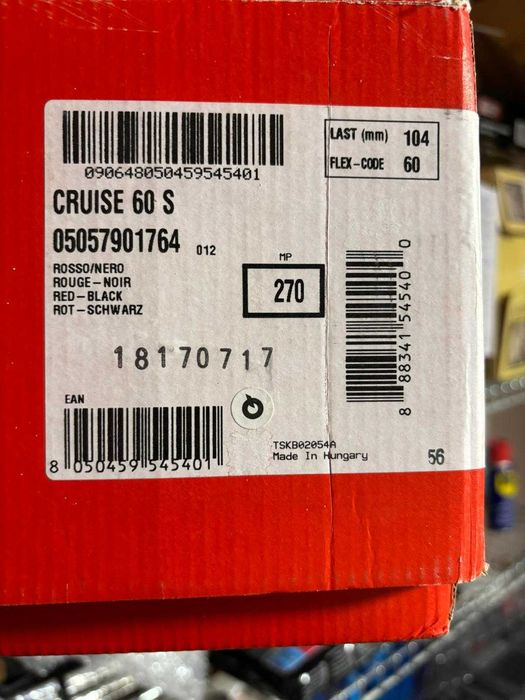 090648050459545401
LAST (mm) 104
FLEX-CODE 60
CRUISE 60 S
05057901764 012
ROSSO/NERO
ROUGE-NOIR
RED-BLACK
ROT-SCHWARZ
MP
270
18170717
EAN
8 050459 545401
8 88341 54540 0
TSKB02054A
Made In Hungary
56